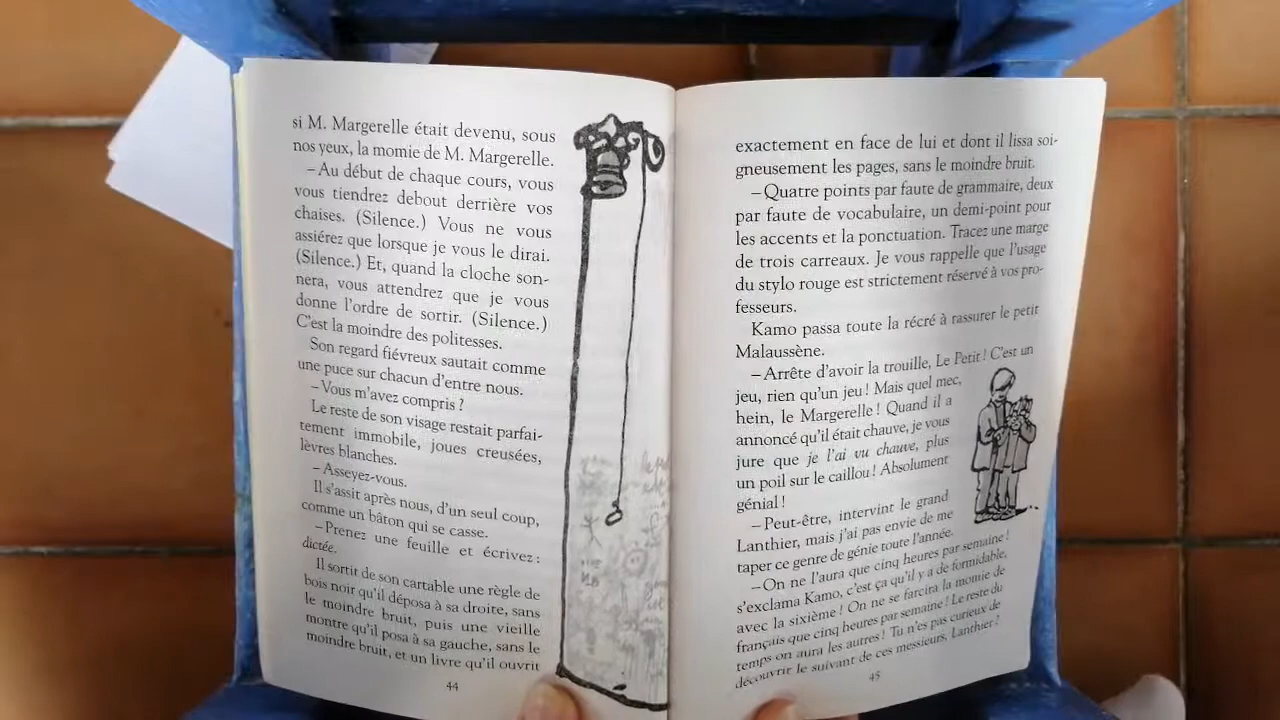 si M. Margerelle était devenu, sous
nos yeux, la momie de M. Margerelle.
– Au début de chaque cours, vous
vous tiendrez debout derrière vos
chaises. (Silence.) Vous ne vous
assiérez que lorsque je vous le dirai.
(Silence.) Et, quand la cloche son-
nera, vous attendrez que je vous
donne l'ordre de sortir. (Silence.)
C'est la moindre des politesses.
Son regard fiévreux sautait comme
une puce sur chacun d'entre nous.
– Vous m'avez compris ?
Le reste de son visage restait parfai-
tement immobile, joues creusées,
lèvres blanches.
– Asseyez-vous.
Il s'assit après nous, d'un seul coup,
comme un bâton qui se casse.
– Prenez une feuille et écrivez :
dictée.
Il sortit de son cartable une règle de
bois noir qu'il déposa à sa droite, sans
le moindre bruit, puis une vieille
montre qu'il posa à sa gauche, sans le
moindre bruit, et un livre qu'il ouvrit
44
exactement en face de lui et dont il lissa soi-
gneusement les pages, sans le moindre bruit.
– Quatre points par faute de grammaire, deux
par faute de vocabulaire, un demi-point pour
les accents et la ponctuation. Tracez une marge
de trois carreaux. Je vous rappelle que l'usage
du stylo rouge est strictement réservé à vos pro-
fesseurs.
Kamo passa toute la récré à rassurer le petit
Malaussène.
– Arrête d'avoir la trouille, Le Petit ! C'est un
jeu, rien qu'un jeu ! Mais quel mec,
hein, le Margerelle ! Quand il a
annoncé qu'il était chauve, je vous
jure que je l'ai vu chauve, plus
un poil sur le caillou ! Absolument
génial !
– Peut-être, intervint le grand
Lanthier, mais j'ai pas envie de me
taper ce genre de génie toute l'année.
– On ne l'aura que cinq heures par semaine !
s'exclama Kamo, c'est ça qu'il y a de formidable,
avec la sixième ! On ne se farcira la momie de
français que cinq heures par semaine ! Le reste du
temps on aura les autres ! Tu n'es pas curieux de
découvrir le suivant de ces messieurs, Lanthier ?
45